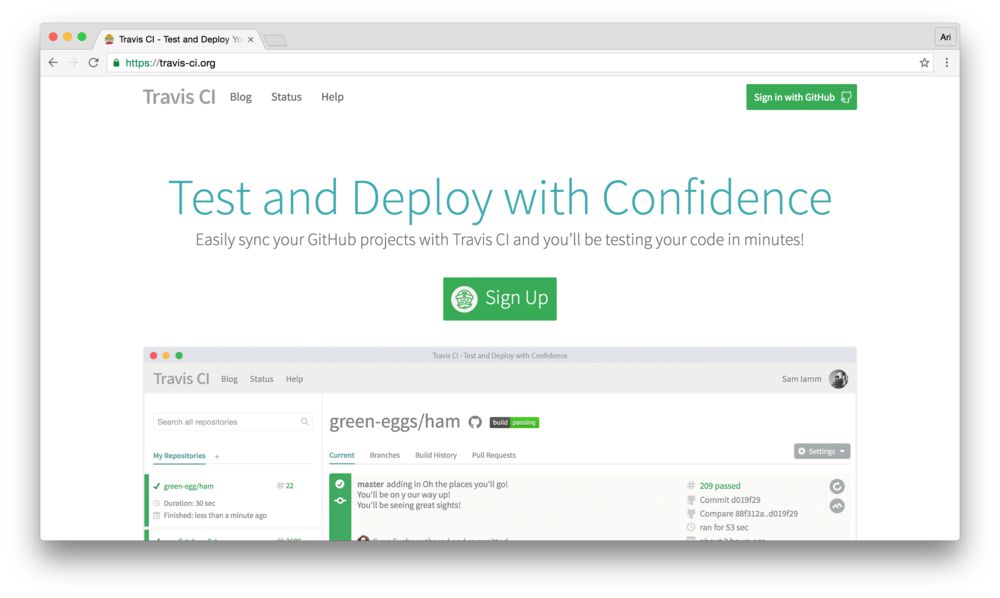 Travis CI - Test and Deploy Yo
Ari
https://travis-ci.org
Travis CI Blog Status Help Sign in with GitHub
Test and Deploy with Confidence
Easily sync your GitHub projects with Travis CI and you'll be testing your code in minutes!
Sign Up
Travis CI - Test and Deploy with Confidence
Travis CI Blog Status Help Sam Iamm
Search all repositories
green-eggs/ham build passing
My Repositories +
Current Branches Build History Pull Requests Settings
green-egg/ham # 22
Duration: 30 sec
Finished: less than a minute ago
master adding in Oh the places you'll go!
You'll be on y our way up!
You'll be seeing great sights!
# 209 passed
Commit d019f29
Compare 88f312a..d019f29
ran for 53 sec